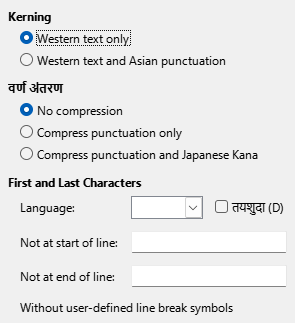 Kerning
Western text only
Western text and Asian punctuation
वर्ण अंतरण
No compression
Compress punctuation only
Compress punctuation and Japanese Kana
First and Last Characters
Language: तयशुदा (D)
Not at start of line:
Not at end of line:
Without user-defined line break symbols